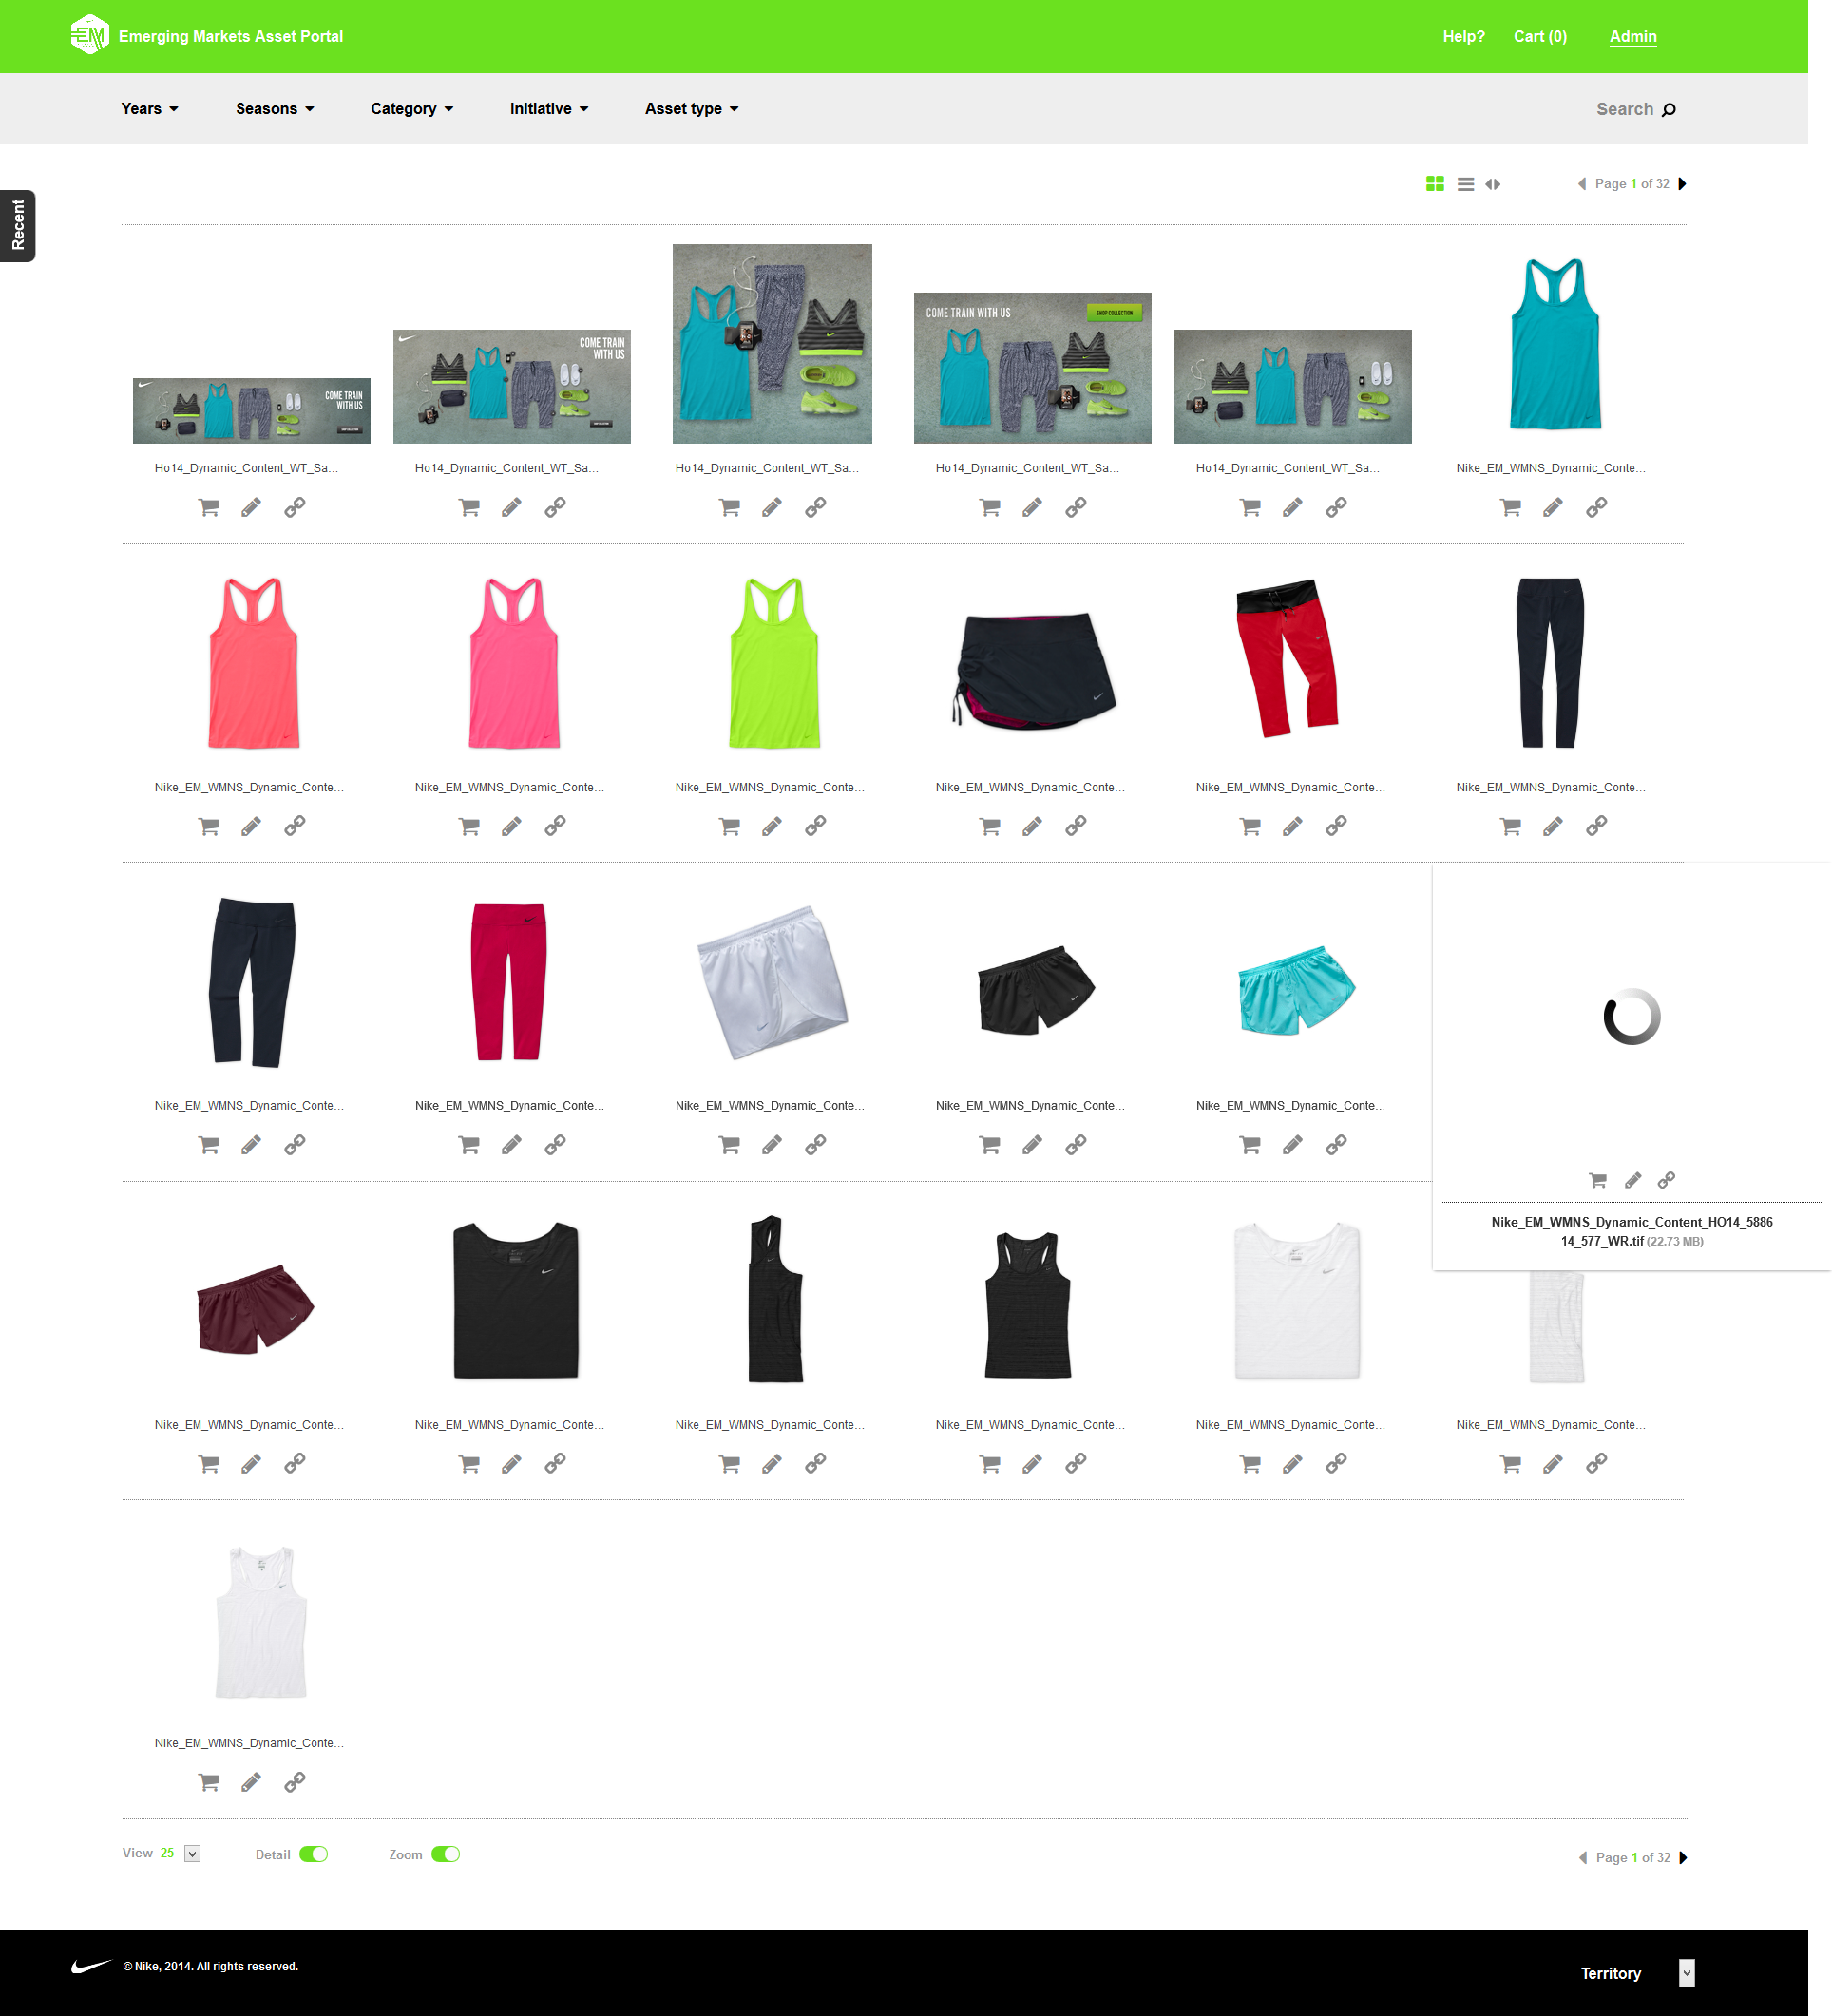 EM
Emerging Markets Asset Portal
Help?
Cart (0)
Admin
Years
Seasons
Category
Initiative
Asset type
Search
Recent
Page 1 of 32
COME TRAIN
WITH US
COME TRAIN
WITH US
COME TRAIN WITH US
SHOP COLLECTION
Ho14_Dynamic_Content_WT_Sa...
Ho14_Dynamic_Content_WT_Sa...
Ho14_Dynamic_Content_WT_Sa...
Ho14_Dynamic_Content_WT_Sa...
Ho14_Dynamic_Content_WT_Sa...
Nike_EM_WMNS_Dynamic_Conte...
Nike_EM_WMNS_Dynamic_Conte...
Nike_EM_WMNS_Dynamic_Conte...
Nike_EM_WMNS_Dynamic_Conte...
Nike_EM_WMNS_Dynamic_Conte...
Nike_EM_WMNS_Dynamic_Conte...
Nike_EM_WMNS_Dynamic_Conte...
Nike_EM_WMNS_Dynamic_Conte...
Nike_EM_WMNS_Dynamic_Conte...
Nike_EM_WMNS_Dynamic_Conte...
Nike_EM_WMNS_Dynamic_Conte...
Nike_EM_WMNS_Dynamic_Conte...
Nike_EM_WMNS_Dynamic_Content_HO14_5886
14_577_WR.tif (22.73 MB)
Nike_EM_WMNS_Dynamic_Conte...
Nike_EM_WMNS_Dynamic_Conte...
Nike_EM_WMNS_Dynamic_Conte...
Nike_EM_WMNS_Dynamic_Conte...
Nike_EM_WMNS_Dynamic_Conte...
Nike_EM_WMNS_Dynamic_Conte...
Nike_EM_WMNS_Dynamic_Conte...
View 25
Detail
Zoom
Page 1 of 32
© Nike, 2014. All rights reserved.
Territory